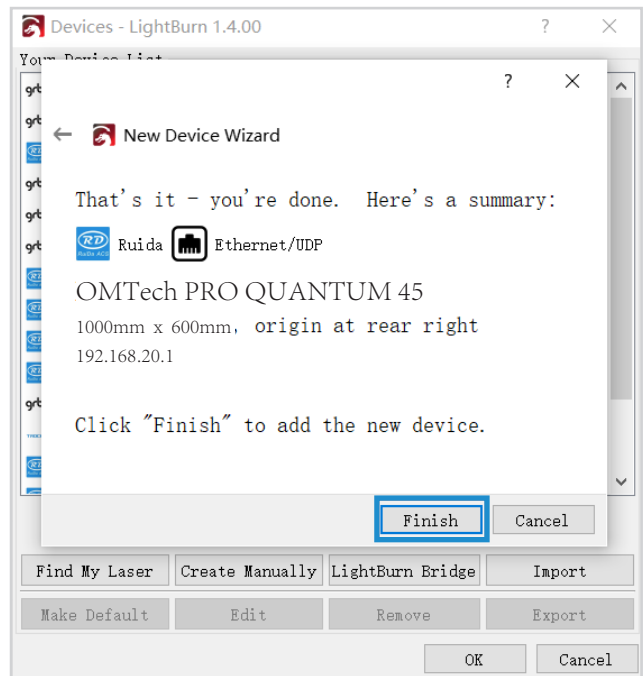 Devices - LightBurn 1.4.00
?
New Device Wizard
That's it - you're done. Here's a summary:
RD Ruida Ethernet/UDP
OMTech PRO QUANTUM 45
1000mm x 600mm, origin at rear right
192.168.20.1
Click "Finish" to add the new device.
Finish Cancel
Find My Laser Create Manually LightBurn Bridge Import
Make Default Edit Remove Export
OK Cancel